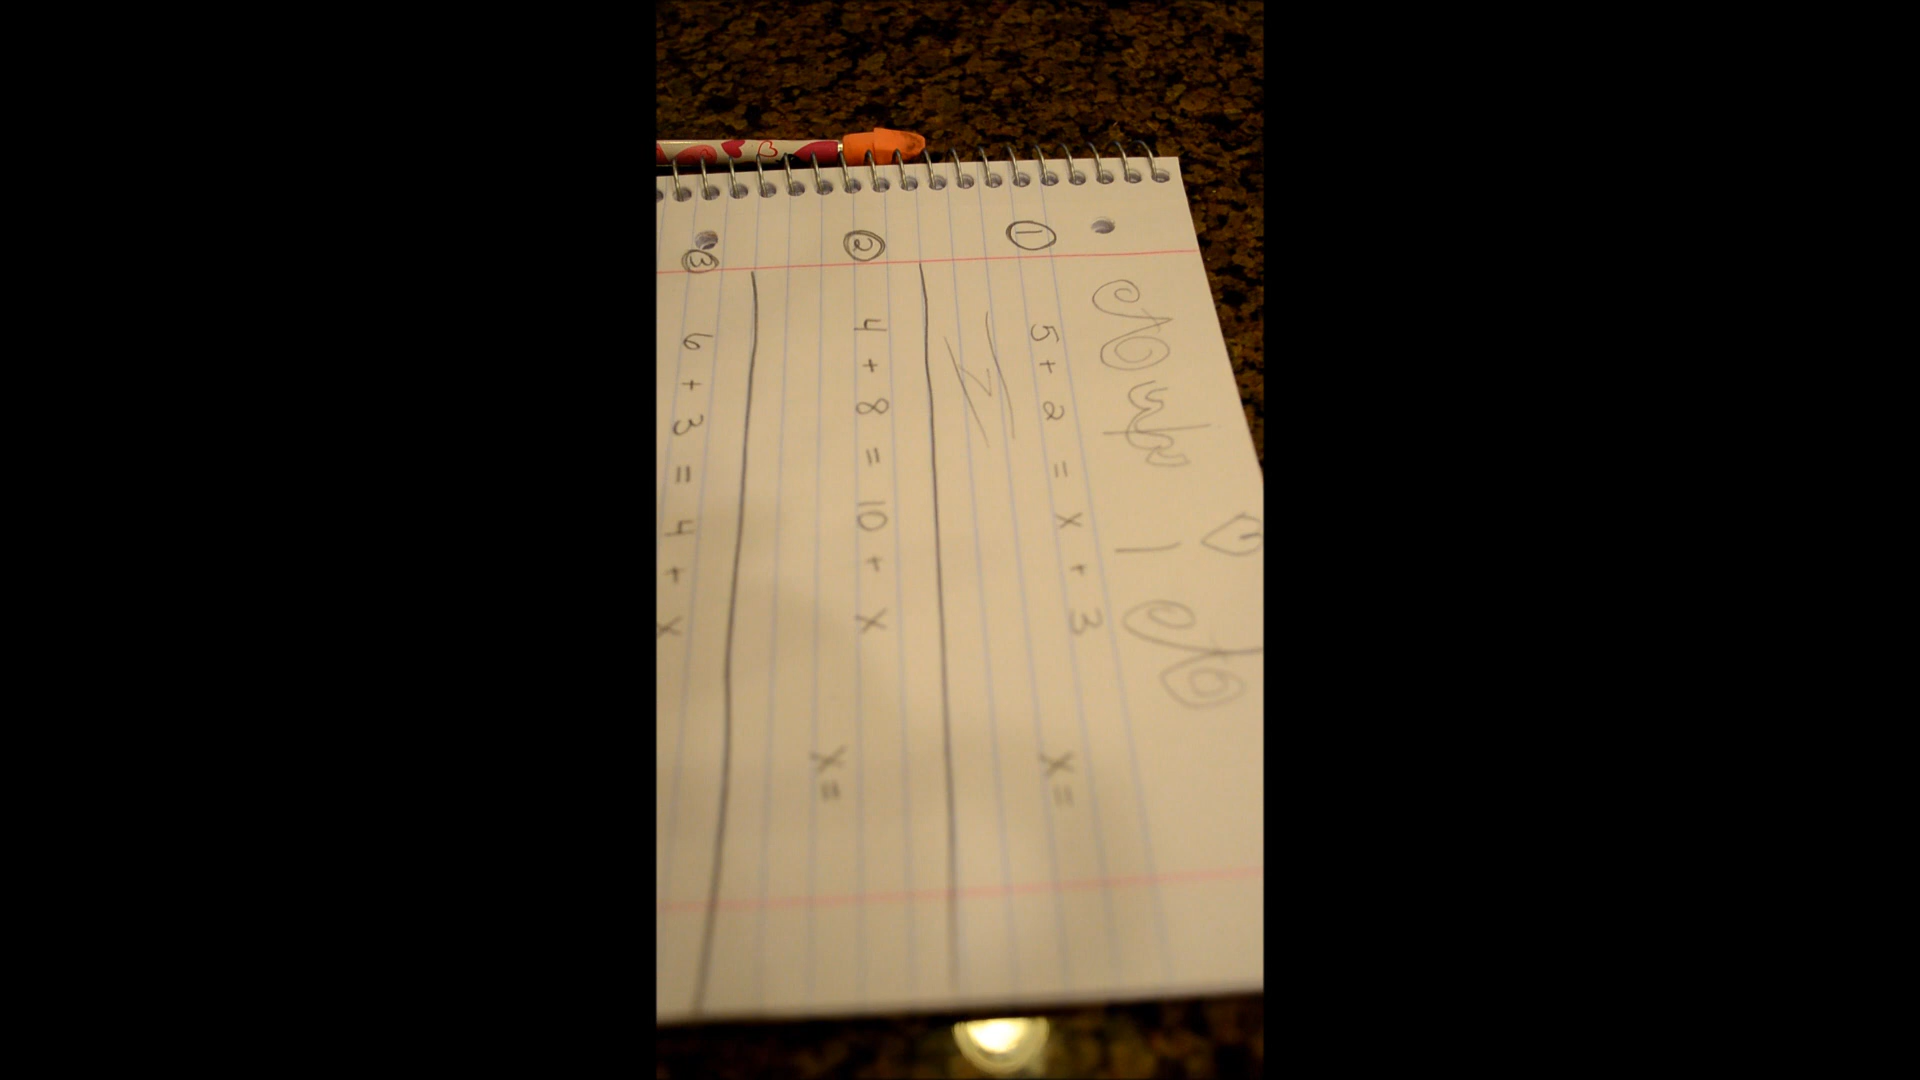 ① 5 + 2 = x + 3 x =
② 4 + 8 = 10 + x x =
③ 6 + 3 = 4 + x